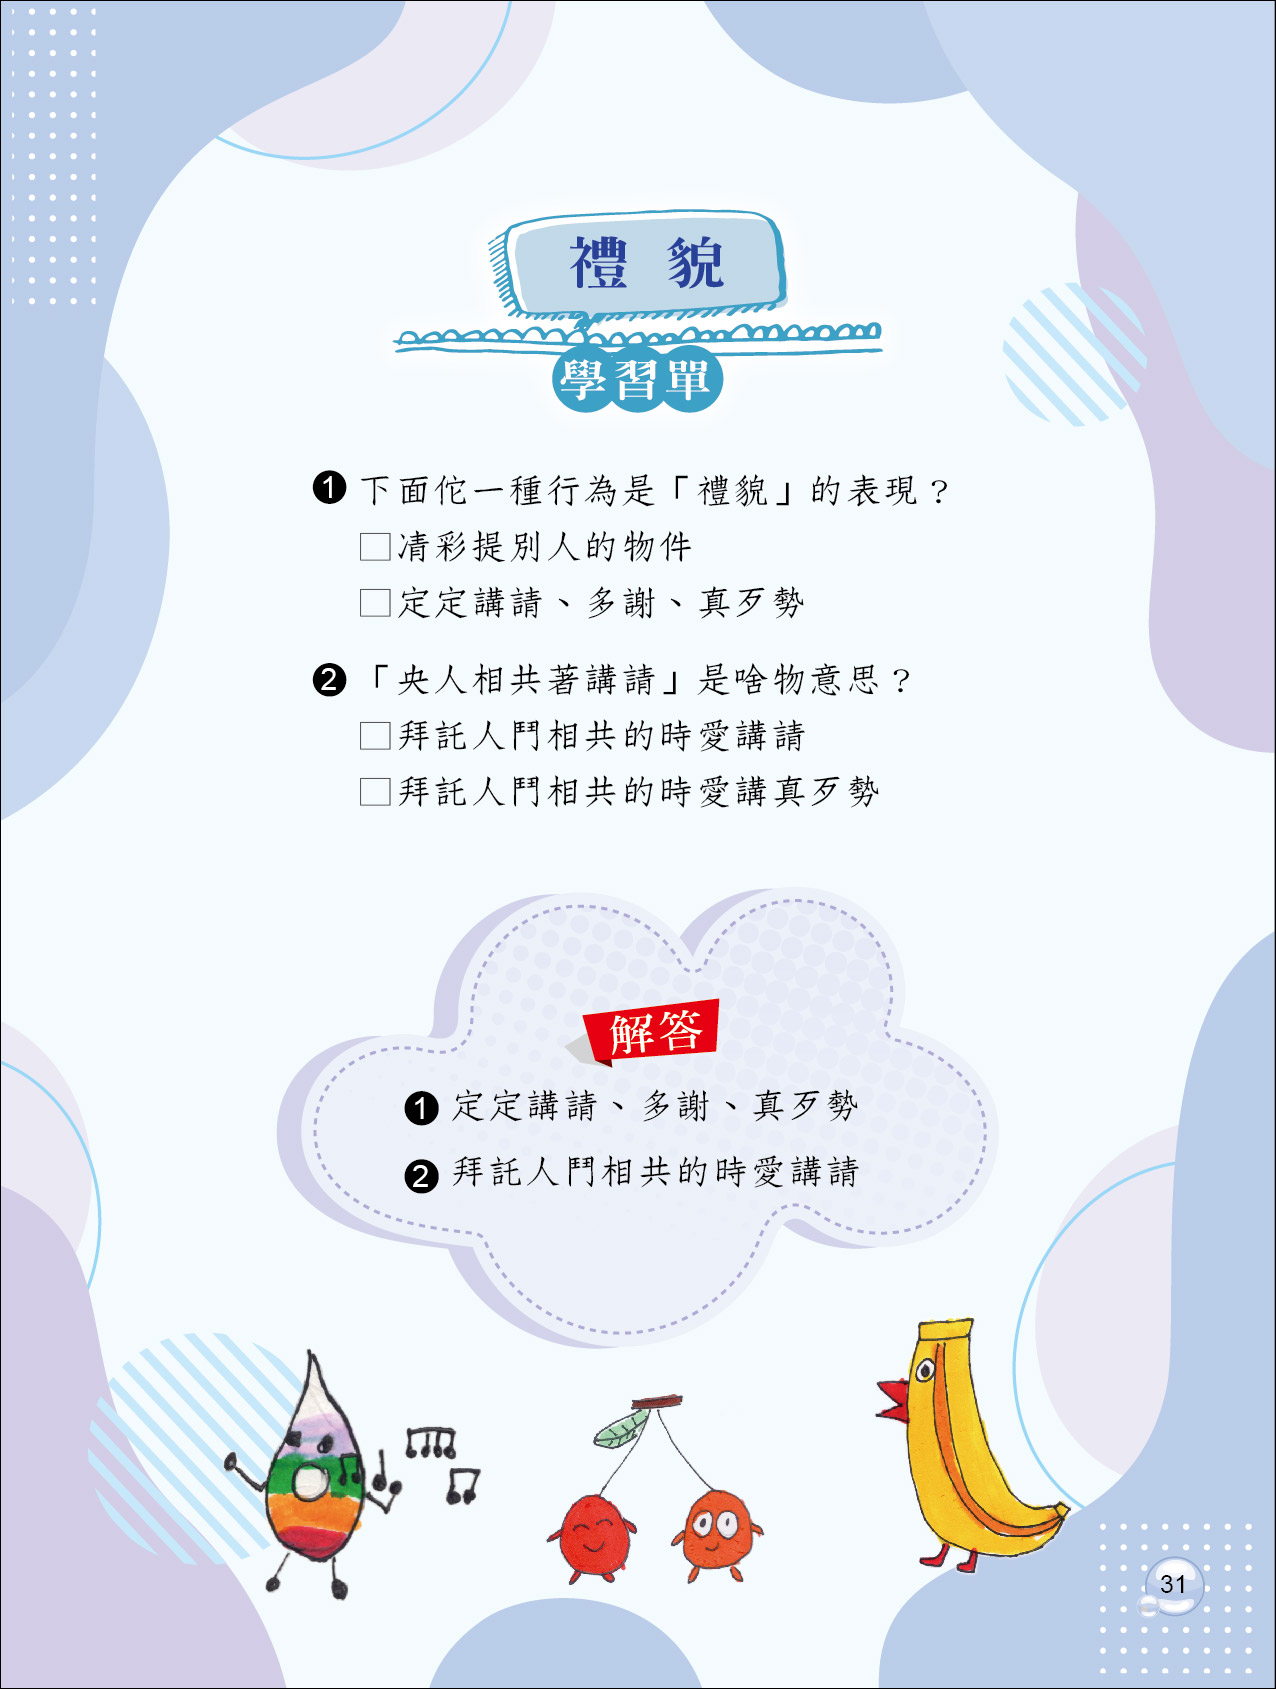 禮貌
學習單
❶ 下面佗一種行為是「禮貌」的表現？
□凊彩提別人的物件
□定定講請、多謝、真歹勢
❷ 「央人相共著講請」是啥物意思？
□拜託人鬥相共的時愛講請
□拜託人鬥相共的時愛講真歹勢
解答
❶ 定定講請、多謝、真歹勢
❷ 拜託人鬥相共的時愛講請
31